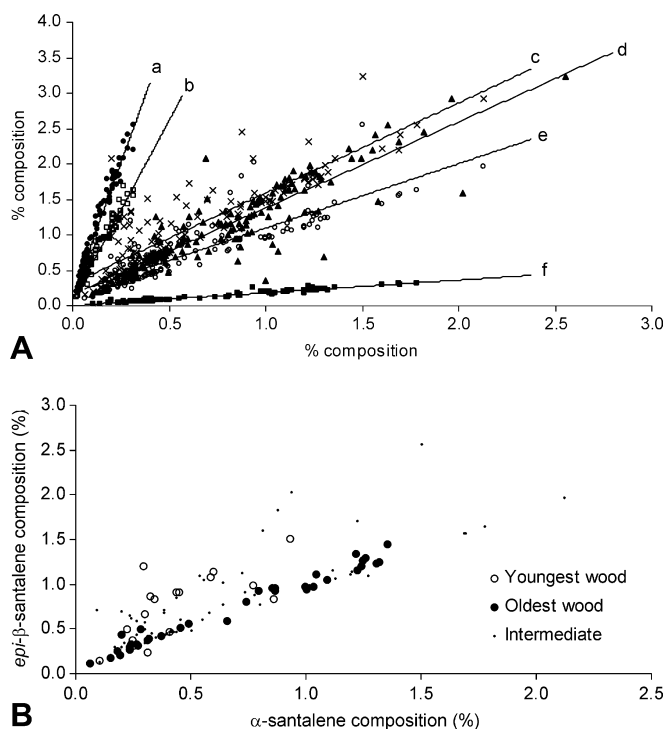 4.0
3.5
3.0
2.5
2.0
1.5
1.0
0.5
0.0
% composition
a
b
c
d
e
f
0.0 0.5 1.0 1.5 2.0 2.5 3.0
% composition
A
3.0
2.5
2.0
1.5
1.0
0.5
0.0
epi-β-santalene composition (%)
Youngest wood
Oldest wood
Intermediate
0.0 0.5 1.0 1.5 2.0 2.5
α-santalene composition (%)
B